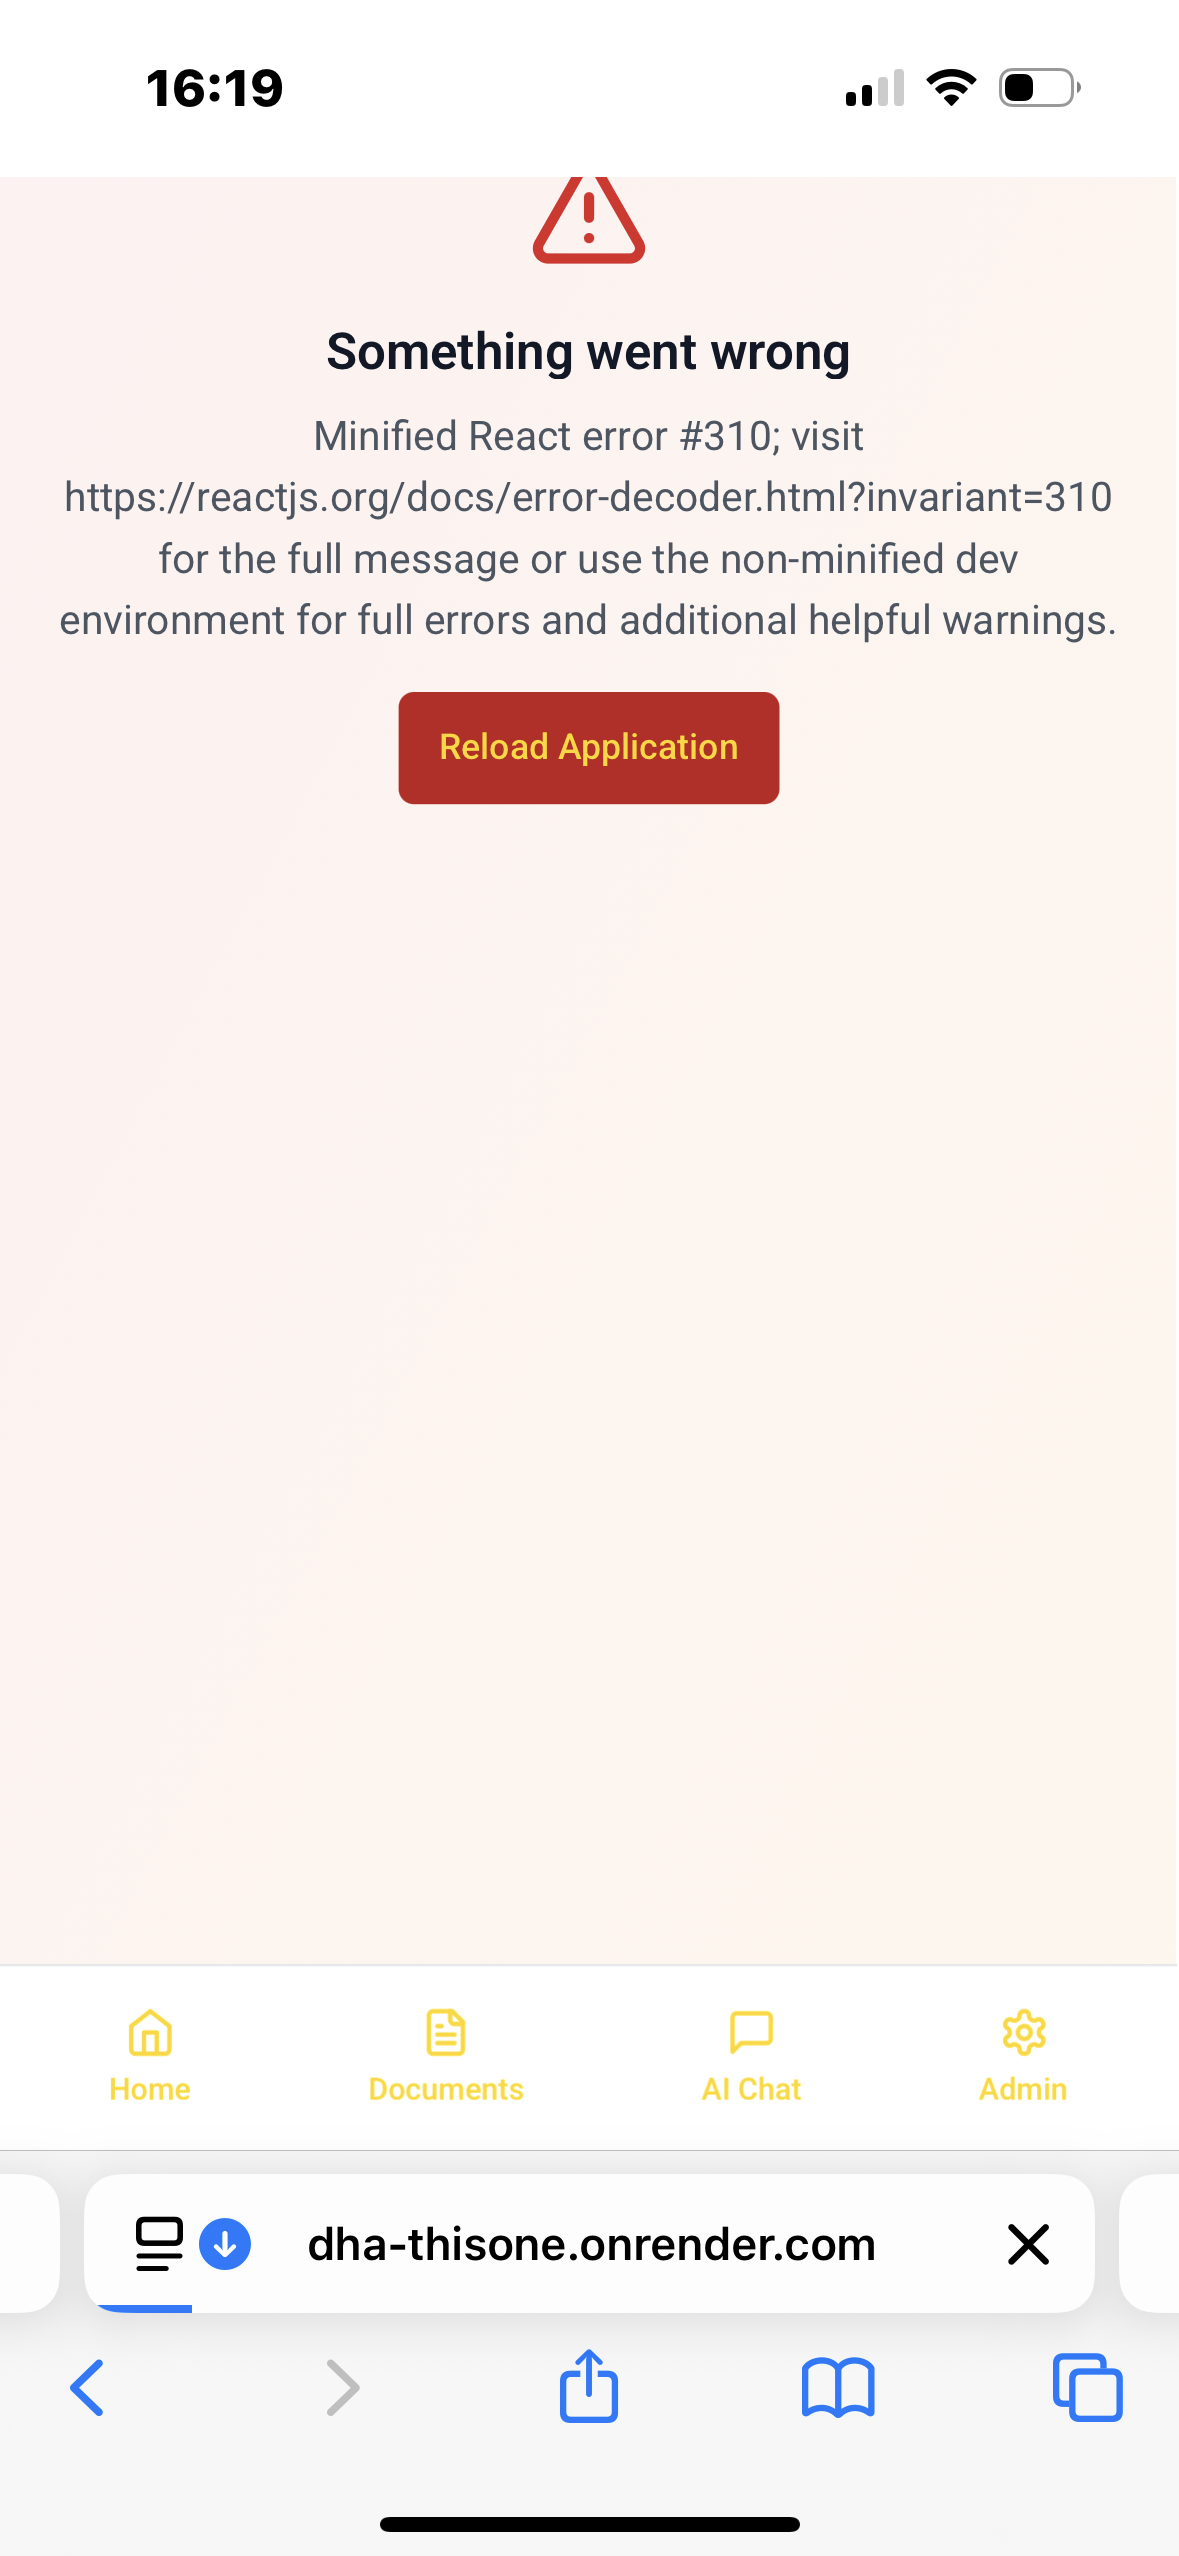 16:19
Something went wrong
Minified React error #310; visit
https://reactjs.org/docs/error-decoder.html?invariant=310
for the full message or use the non-minified dev
environment for full errors and additional helpful warnings.
Reload Application
Home Documents AI Chat Admin
dha-thisone.onrender.com